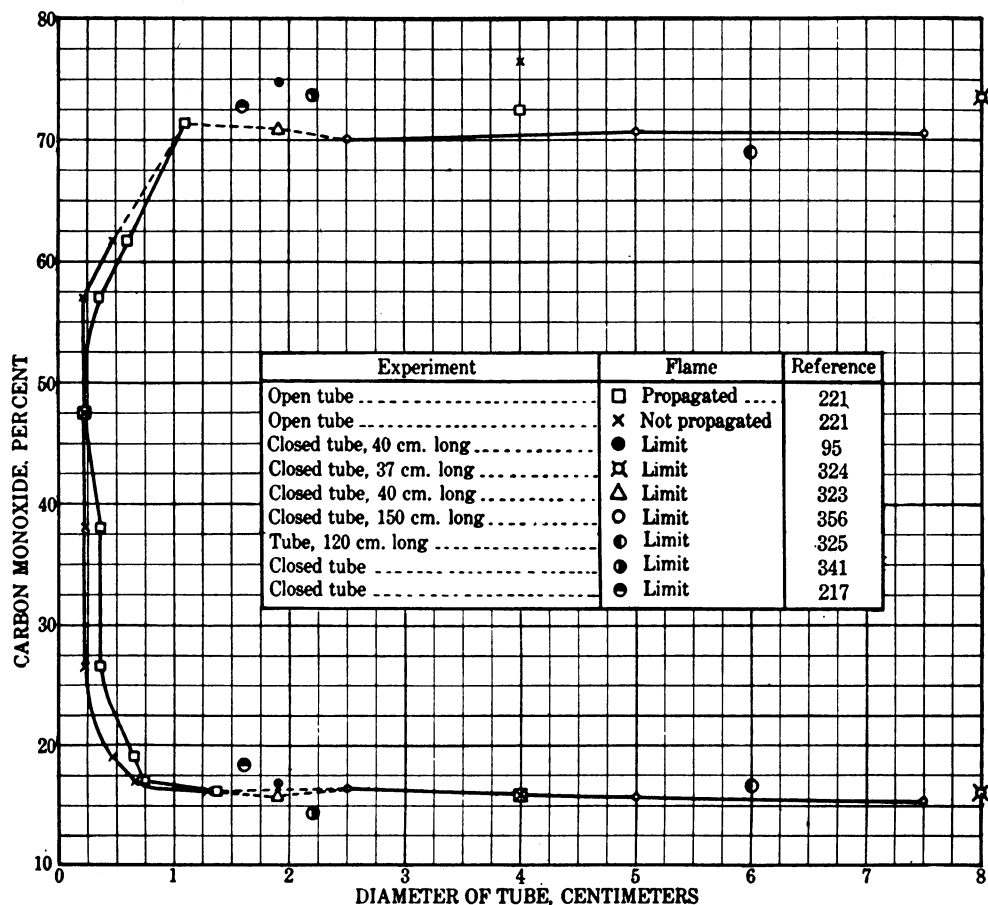 80
70
60
50
40
30
20
10
CARBON MONOXIDE, PERCENT
Experiment Flame Reference
Open tube Propagated 221
Open tube Not propagated 221
Closed tube, 40 cm. long Limit 95
Closed tube, 37 cm. long Limit 324
Closed tube, 40 cm. long Limit 323
Closed tube, 150 cm. long Limit 356
Tube, 120 cm. long Limit 325
Closed tube Limit 341
Closed tube Limit 217
0 1 2 3 4 5 6 7 8
DIAMETER OF TUBE, CENTIMETERS